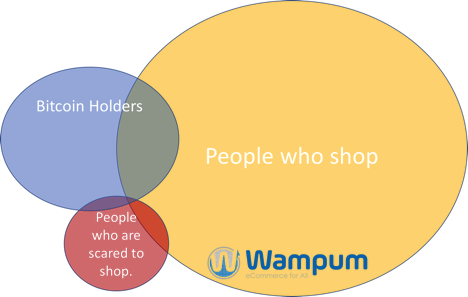 Bitcoin Holders
People who shop
People
who are
scared to
shop.
Wampum
eCommerce for All